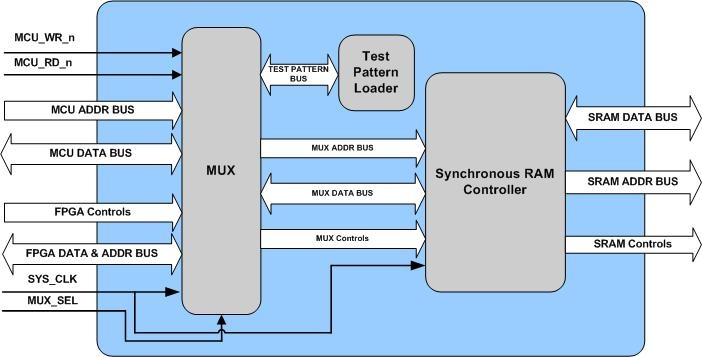 MCU_WR_n
MCU_RD_n
MCU ADDR BUS
MCU DATA BUS
FPGA Controls
FPGA DATA & ADDR BUS
SYS_CLK
MUX_SEL
MUX
TEST PATTERN
BUS
Test
Pattern
Loader
MUX ADDR BUS
MUX DATA BUS
MUX Controls
Synchronous RAM
Controller
SRAM DATA BUS
SRAM ADDR BUS
SRAM Controls